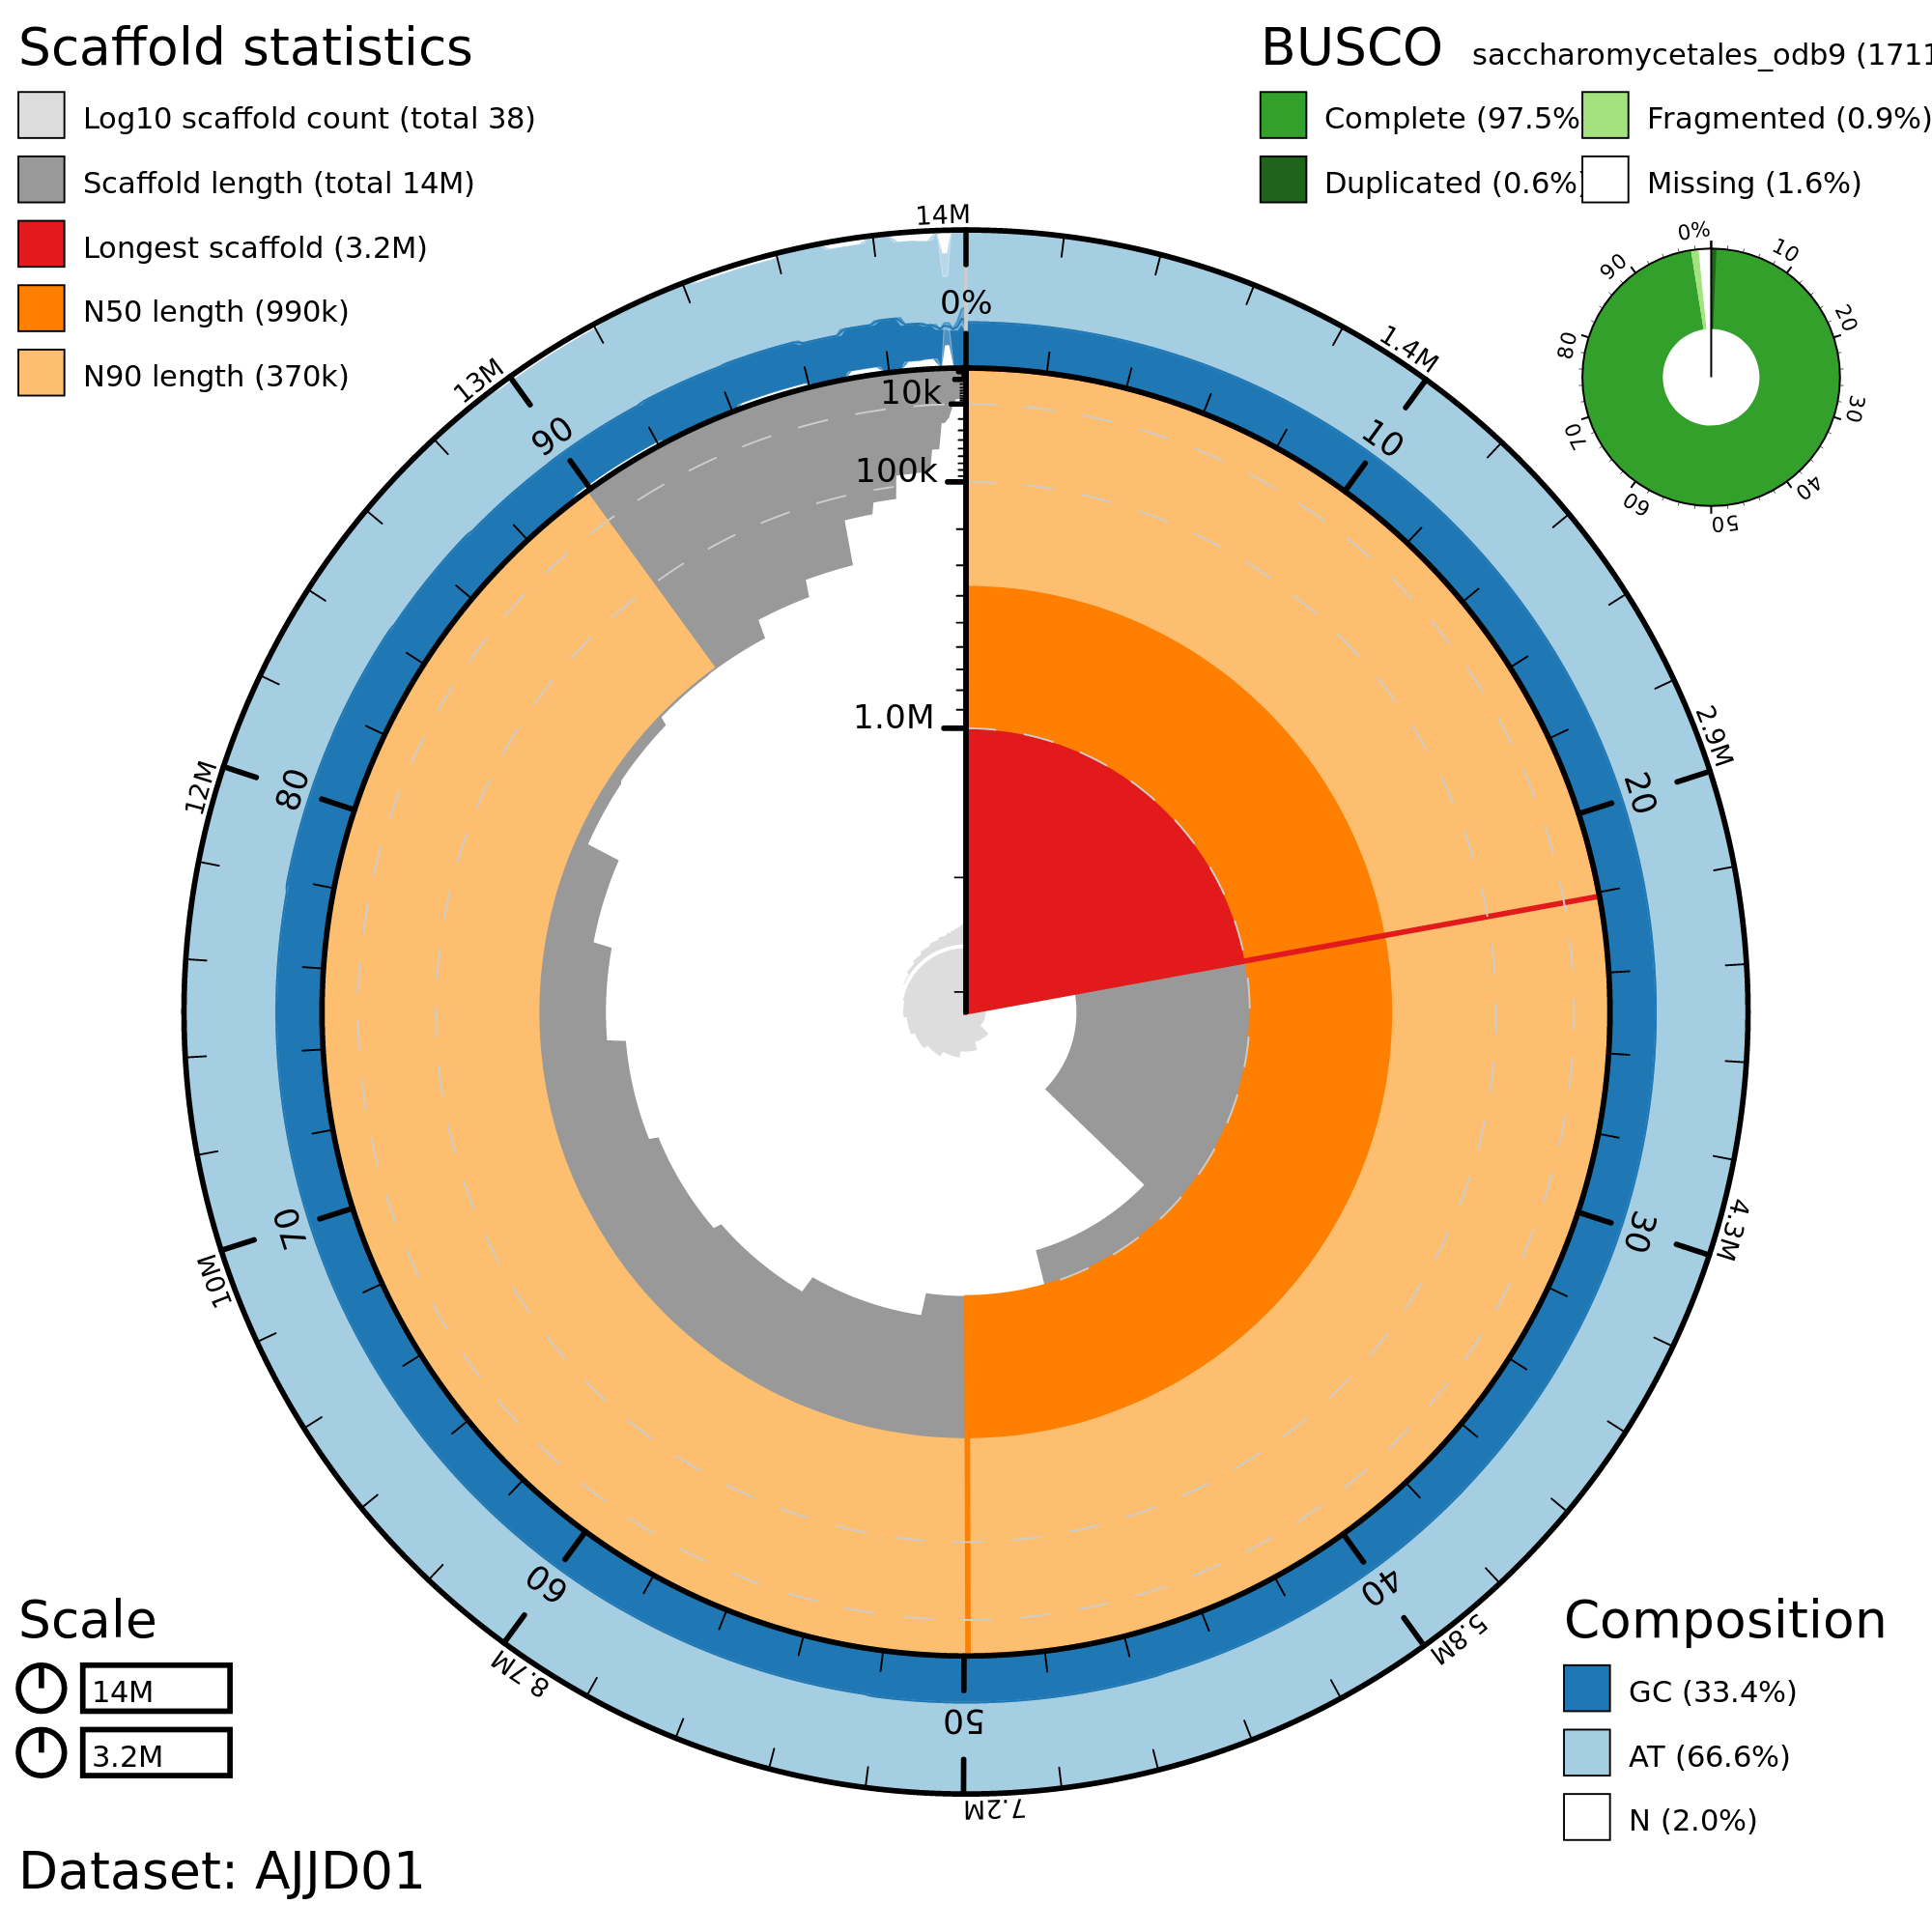 Scaffold statistics
Log10 scaffold count (total 38)
Scaffold length (total 14M)
Longest scaffold (3.2M)
N50 length (990k)
N90 length (370k)
BUSCO saccharomycetales_odb9 (1711
Complete (97.5%
Fragmented (0.9%)
Duplicated (0.6%)
Missing (1.6%)
0%
10
20
30
40
50
60
70
80
90
14M
1.4M
2.9M
4.3M
5.8M
7.2M
8.7M
10M
12M
13M
0%
10
20
30
40
50
60
70
80
90
10k
100k
1.0M
Scale
14M
3.2M
Composition
GC (33.4%)
AT (66.6%)
N (2.0%)
Dataset: AJJD01